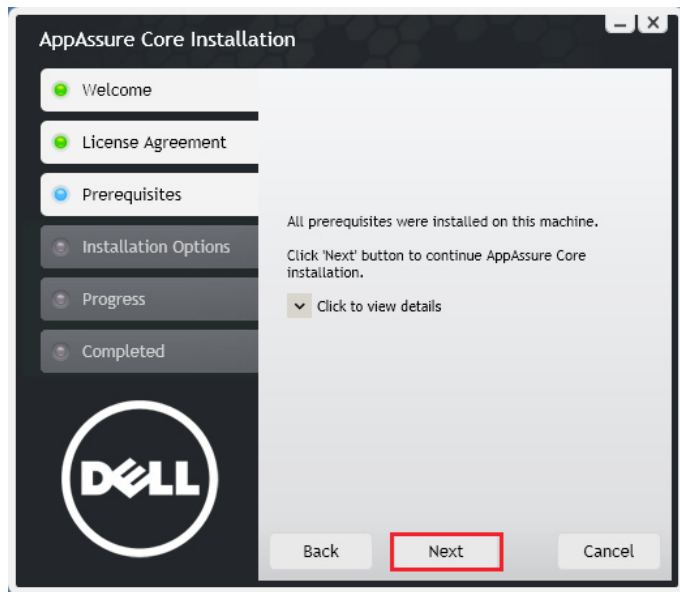 AppAssure Core Installation
Welcome
License Agreement
Prerequisites
Installation Options
Progress
Completed
All prerequisites were installed on this machine.
Click 'Next' button to continue AppAssure Core
installation.
Click to view details
DELL
Back Next Cancel